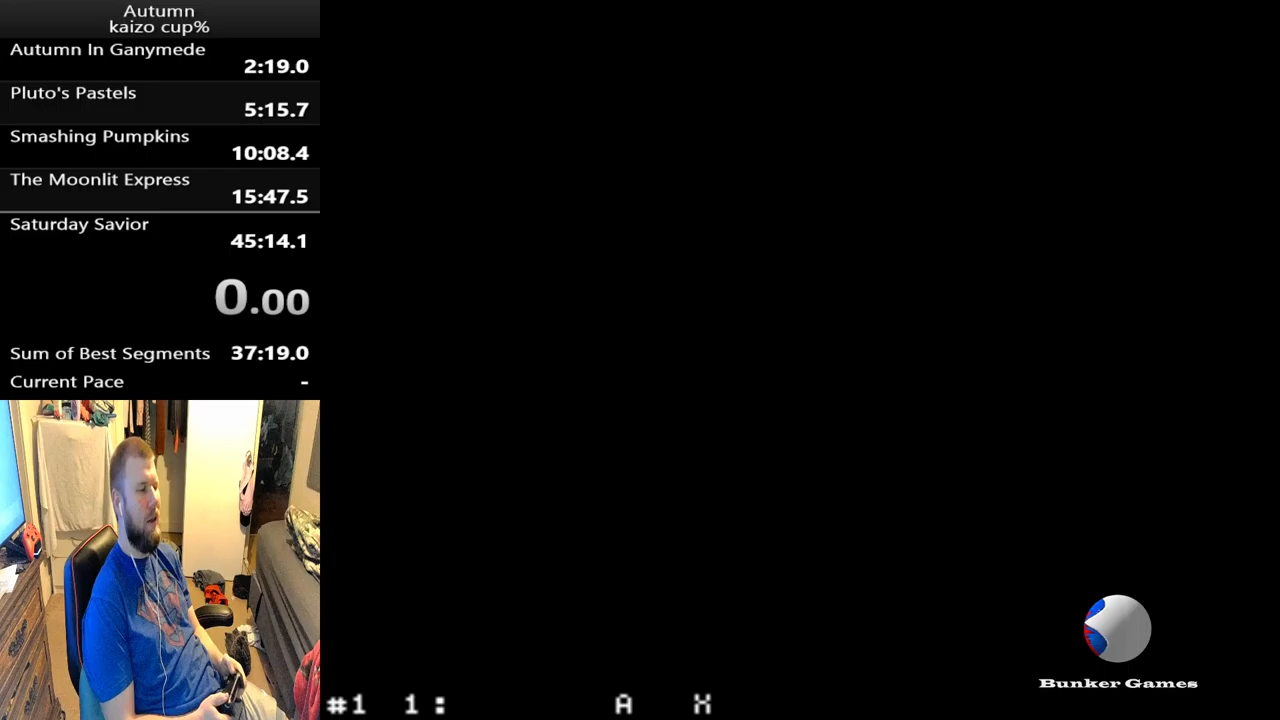 Autumn
kaizo cup%
Autumn In Ganymede
2:19.0
Pluto's Pastels
5:15.7
Smashing Pumpkins
10:08.4
The Moonlit Express
15:47.5
Saturday Savior
45:14.1
0.00
Sum of Best Segments 37:19.0
Current Pace -
Bunker Games
#1 1: A X